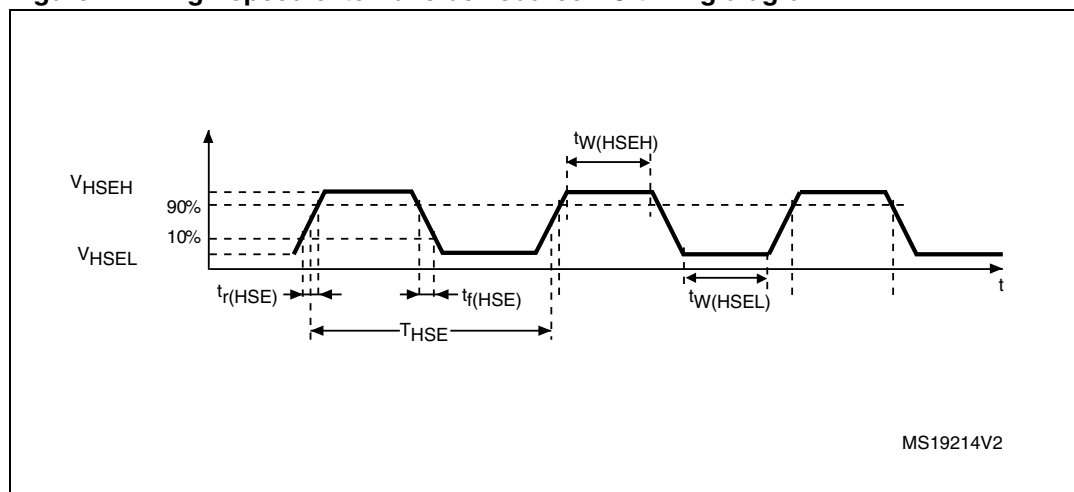 tW(HSEH)
VHSEH
90%
10%
VHSEL
tr(HSE)
tf(HSE)
tW(HSEL)
t
THSE
MS19214V2